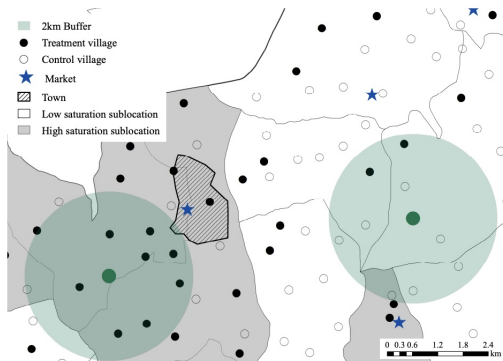 2km Buffer
Treatment village
Control village
Market
Town
Low saturation sublocation
High saturation sublocation
0 0.3 0.6 1.2 1.8 2.4
km